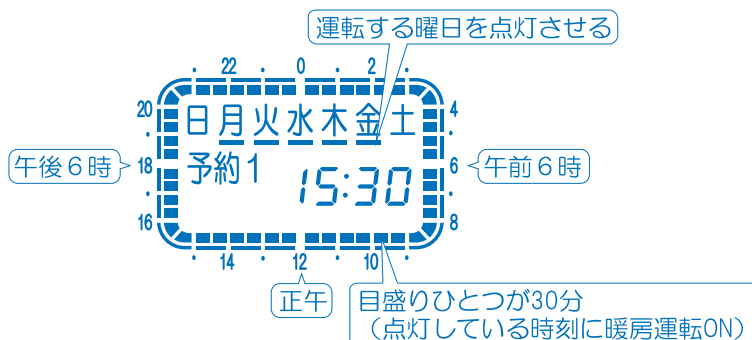 運転する曜日を点灯させる
22 0 2
20 日月火水木金土 4
午後6時 18 予約1 15:30 6 午前6時
16 8
14 12 10
正午
目盛りひとつが30分
（点灯している時刻に暖房運転ON）